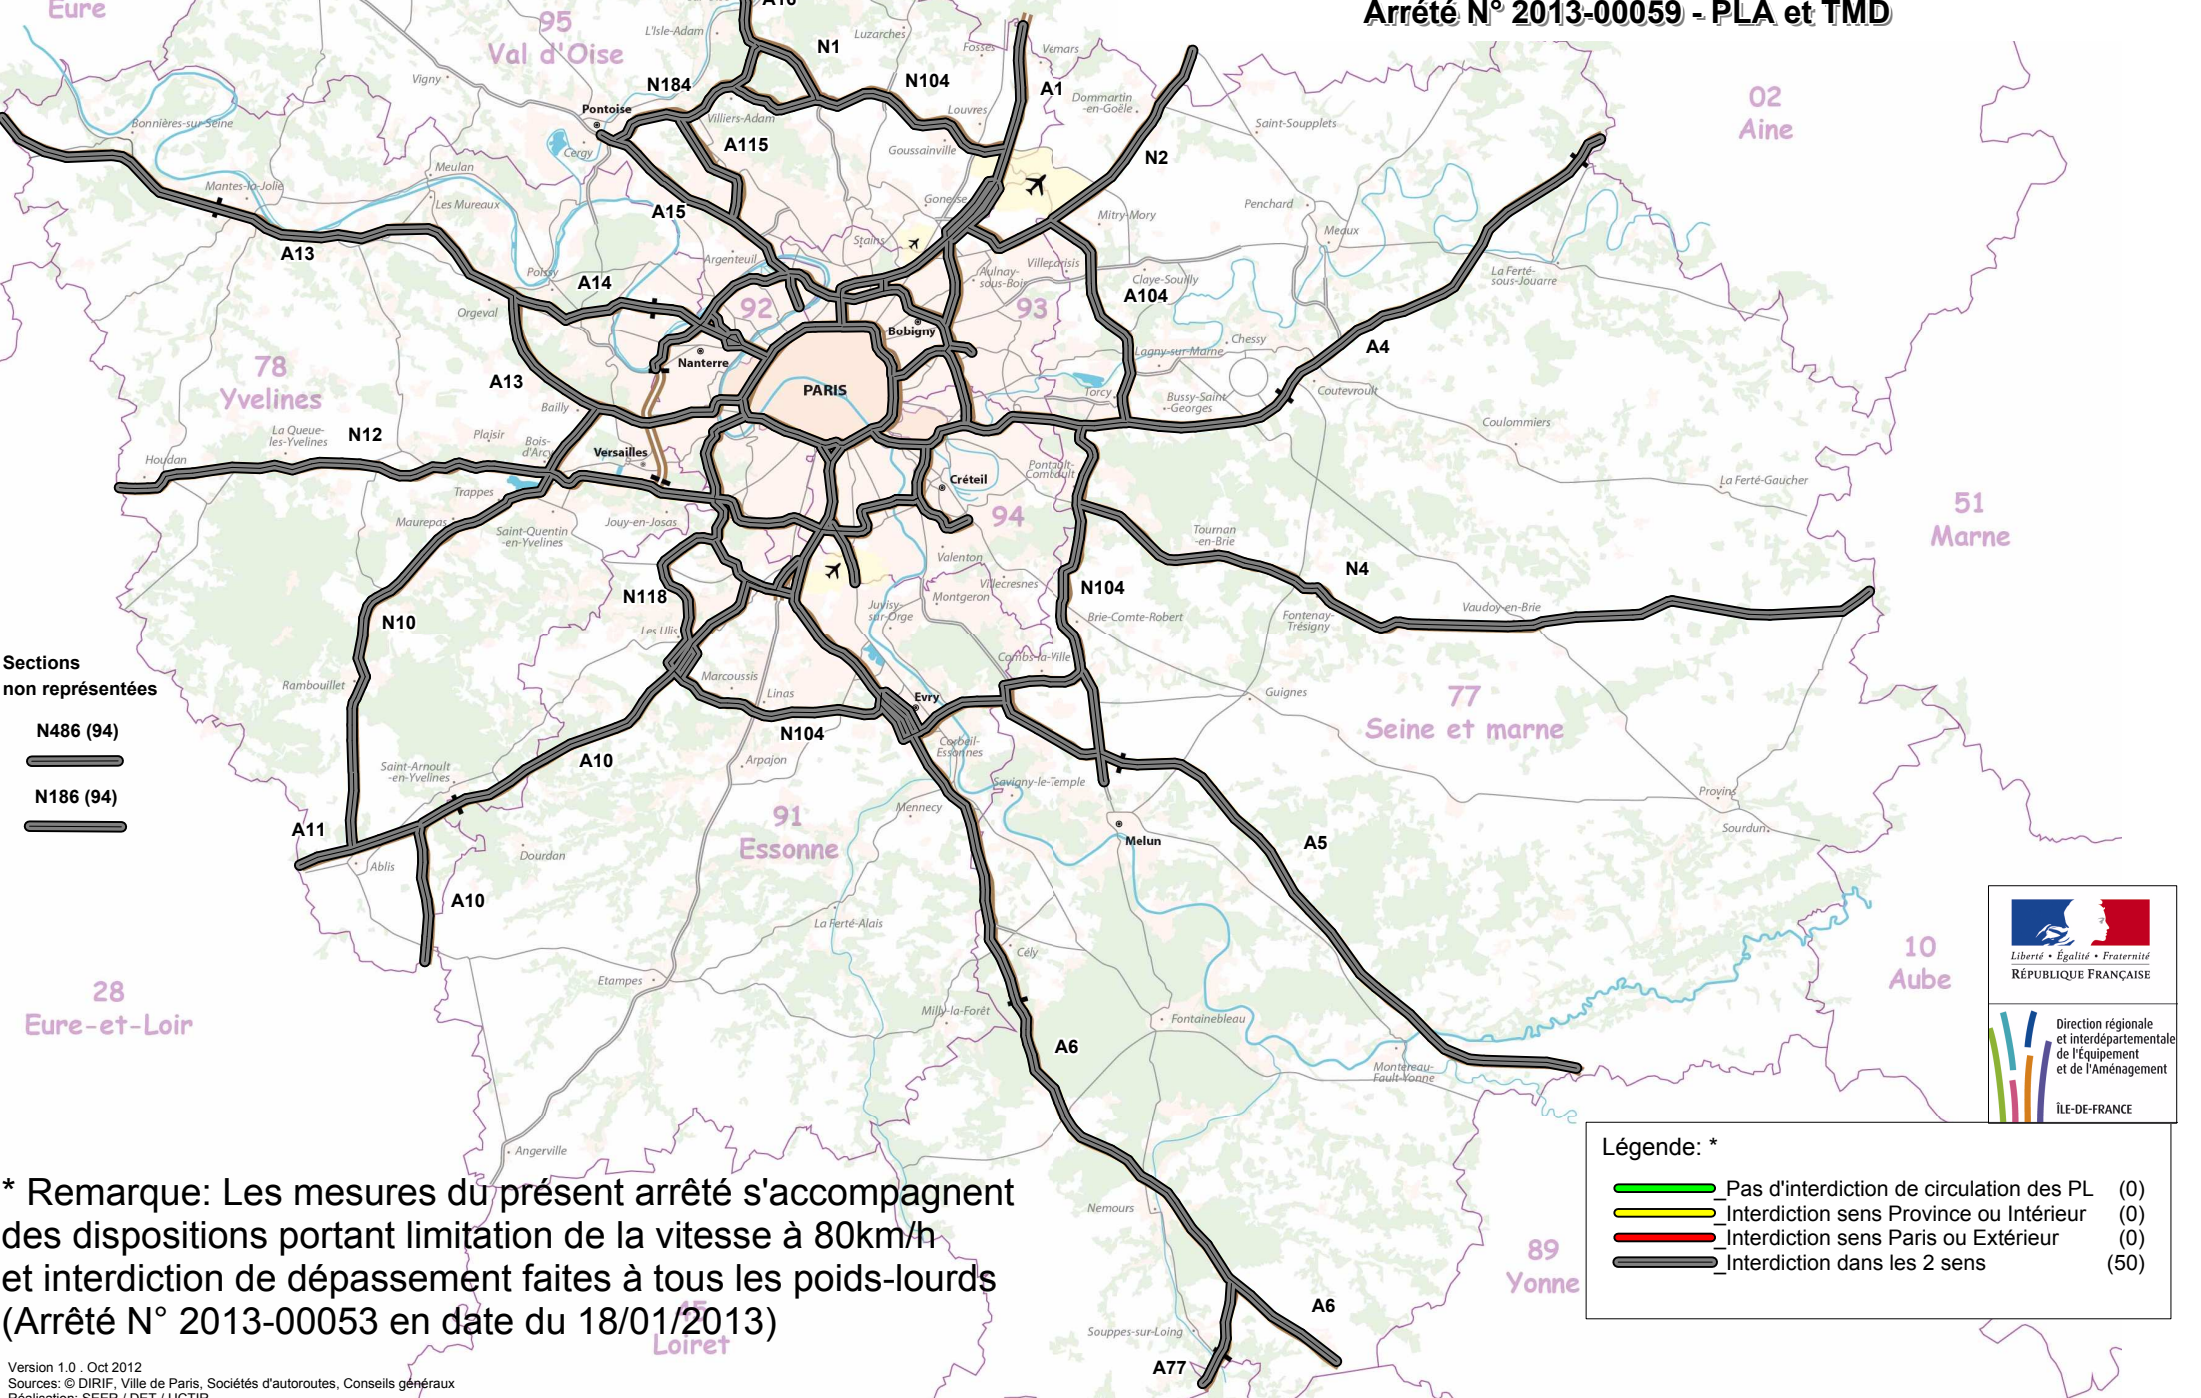 Arrêté N° 2013-00059 - PLA et TMD
Eure
95
Val d'Oise
A16
L'Isle-Adam
Luzarches
N1
Fosses
Vémars
Vigny
N184
N104
A1
Dommartin
-en-Goële
02
Aine
Pontoise
Villiers-Adam
Louvres
Saint-Soupplets
Bonnières-sur-Seine
Cergy
A115
Goussainville
N2
Meulan
Mantes-la-Jolie
Les Mureaux
A15
Gonesse
Mitry-Mory
Penchard
Meaux
Stains
A13
Poissy
A14
Argenteuil
Aulnay-
sous-Bois
Villeparisis
Claye-Souilly
La Ferté-
sous-Jouarre
Orgeval
92
93
A104
Bobigny
Chessy
78
Yvelines
A13
Nanterre
PARIS
Lagny-sur-Marne
A4
Bailly
Torcy
Bussy-Saint
-Georges
Coutevroult
La Queue-
les-Yvelines
N12
Plaisir
Bois-
d'Arcy
Versailles
Coulommiers
Houdan
Trappes
Créteil
Pontault-
Combault
La Ferté-Gaucher
Maurepas
Saint-Quentin
-en-Yvelines
Jouy-en-Josas
94
Tournan
-en-Brie
51
Marne
Valenton
Villecresnes
N118
Montgeron
N104
N4
N10
Juvisy-
sur-Orge
Brie-Comte-Robert
Fontenay-
Trésigny
Vaudoy-en-Brie
Les Ulis
Sections
non représentées
Rambouillet
Marcoussis
Linas
Combs-la-Ville
Evry
Guignes
77
Seine et marne
N486 (94)
N104
Corbeil-
Essonnes
Saint-Arnoult
-en-Yvelines
A10
Arpajon
Savigny-le-Temple
Provins
N186 (94)
A11
91
Essonne
Mennecy
Sourdun
Melun
A5
Ablis
Dourdan
A10
La Ferté-Alais
Cély
10
Aube
Etampes
28
Eure-et-Loir
Milly-la-Forêt
Fontainebleau
A6
Montereau-
Fault-Yonne
Liberté • Égalité • Fraternité
RÉPUBLIQUE FRANÇAISE
Direction régionale
et interdépartementale
de l'Équipement
et de l'Aménagement
ÎLE-DE-FRANCE
Angerville
Nemours
89
Yonne
Légende: *
_Pas d'interdiction de circulation des PL (0)
_Interdiction sens Province ou Intérieur (0)
_Interdiction sens Paris ou Extérieur (0)
_Interdiction dans les 2 sens (50)
* Remarque: Les mesures du présent arrêté s'accompagnent
des dispositions portant limitation de la vitesse à 80km/h
et interdiction de dépassement faites à tous les poids-lourds
(Arrêté N° 2013-00053 en date du 18/01/2013)
45
Loiret
Souppes-sur-Loing
A6
A77
Version 1.0 . Oct 2012
Sources: © DIRIF, Ville de Paris, Sociétés d'autoroutes, Conseils généraux